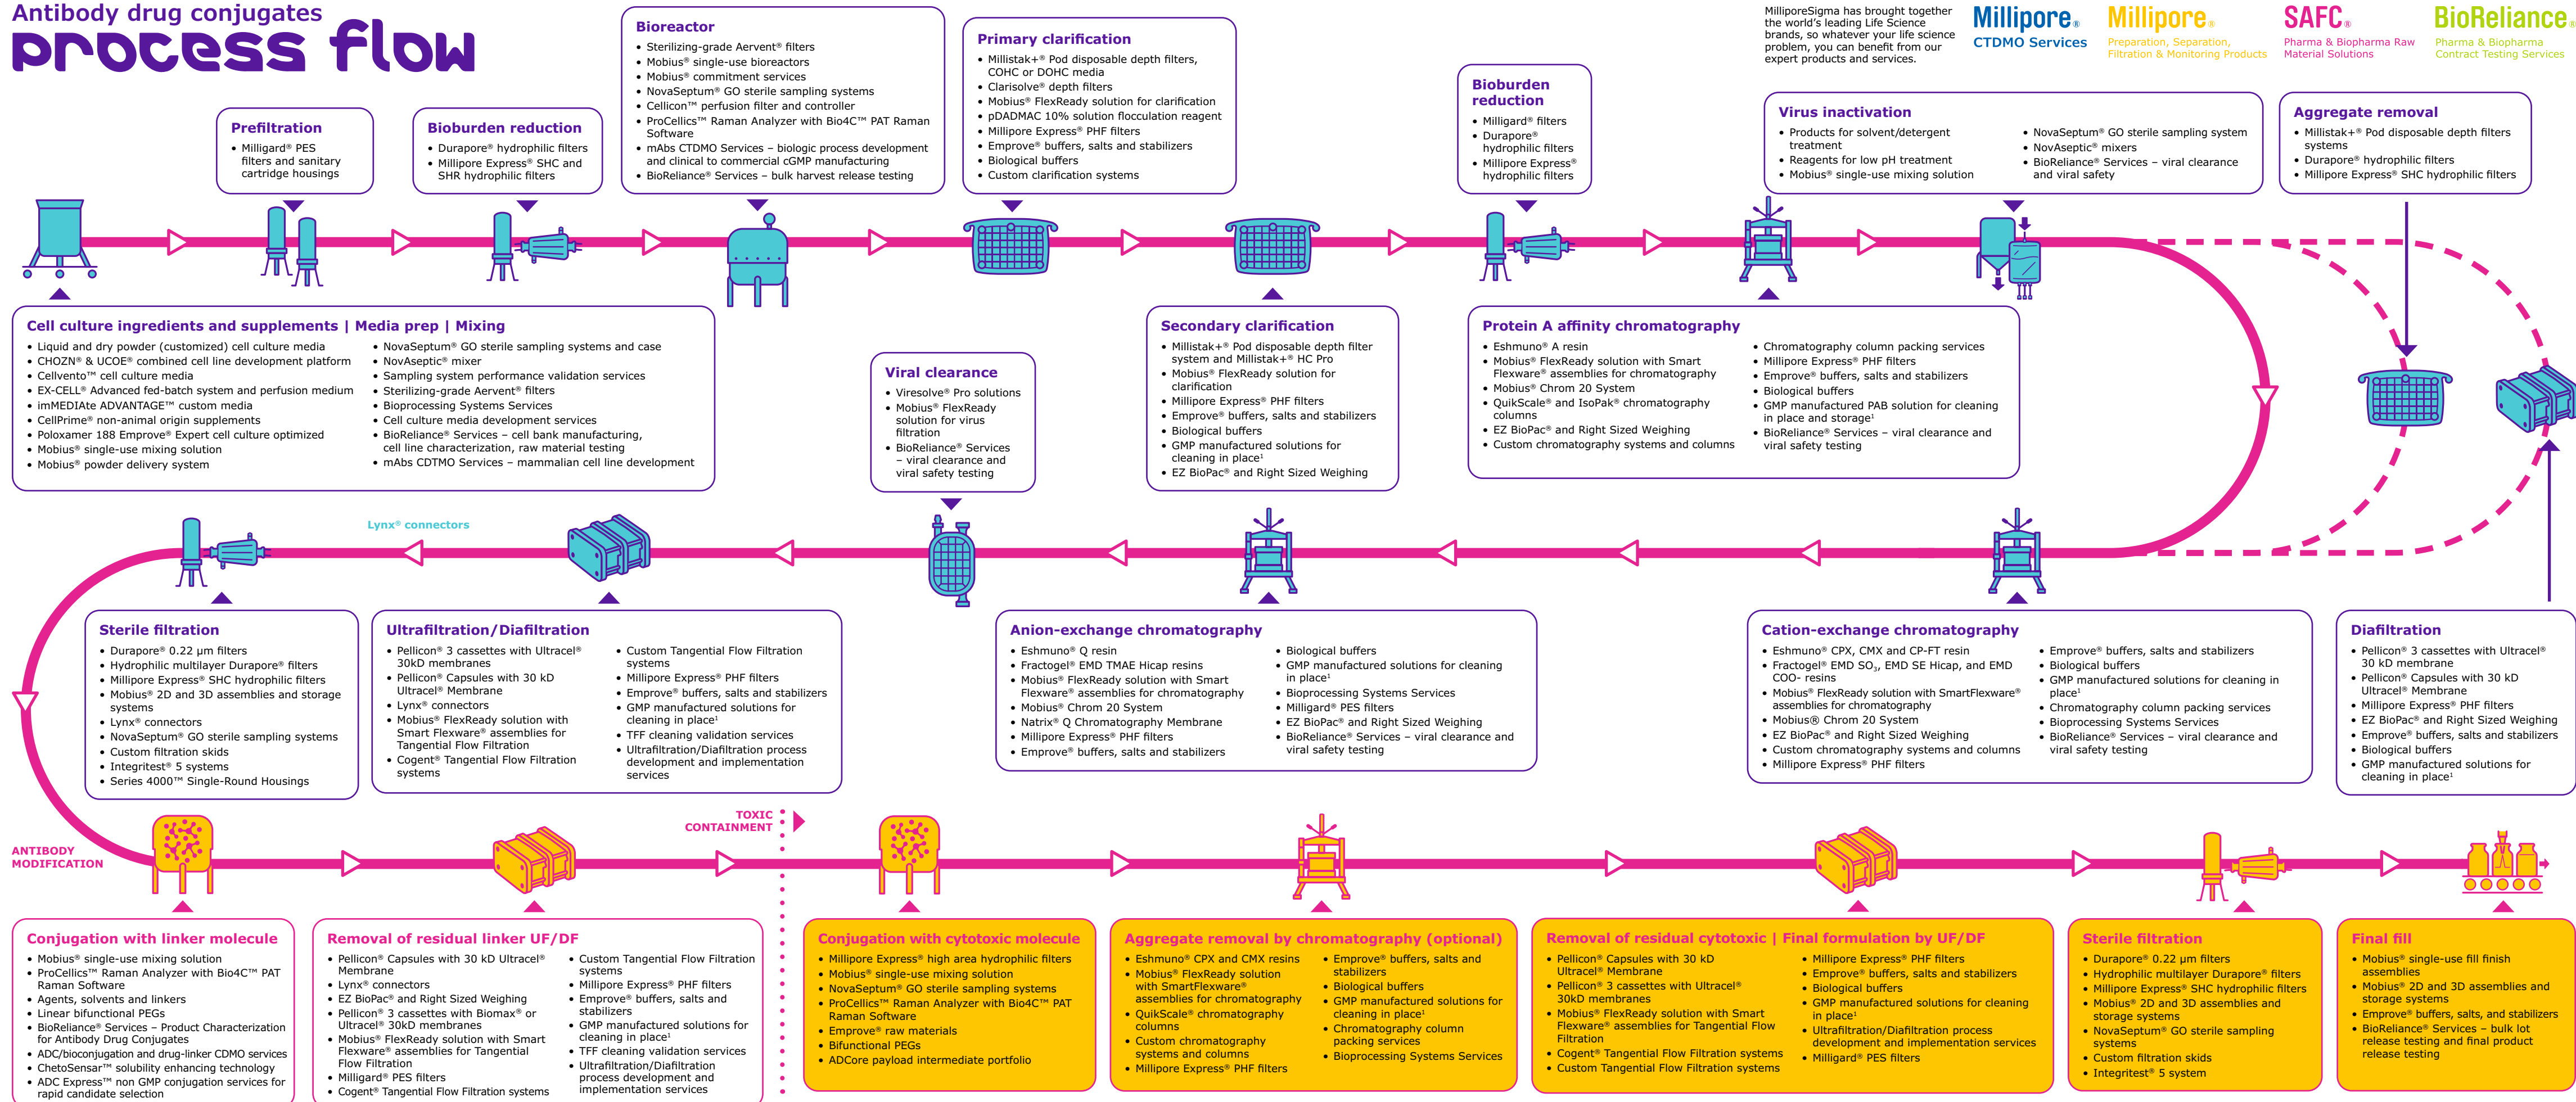 Antibody drug conjugates
process flow
MilliporeSigma has brought together
the world's leading Life Science
brands, so whatever your life science
problem, you can benefit from our
expert products and services.
Millipore®
CTDMO Services
Millipore®
Preparation, Separation,
Filtration & Monitoring Products
SAFC®
Pharma & Biopharma Raw
Material Solutions
BioReliance®
Pharma & Biopharma
Contract Testing Services
Prefiltration
• Milligard® PES
filters and sanitary
cartridge housings
Bioburden reduction
• Durapore® hydrophilic filters
• Millipore Express® SHC and
SHR hydrophilic filters
Bioreactor
• Sterilizing-grade Aervent® filters
• Mobius® single-use bioreactors
• Mobius® commitment services
• NovaSeptum® GO sterile sampling systems
• Cellicon™ perfusion filter and controller
• ProCellics™ Raman Analyzer with Bio4C™ PAT Raman
Software
• mAbs CTDMO Services – biologic process development
and clinical to commercial cGMP manufacturing
• BioReliance® Services – bulk harvest release testing
Primary clarification
• Millistak+® Pod disposable depth filters,
COHC or DOHC media
• Clarisolve® depth filters
• Mobius® FlexReady solution for clarification
• pDADMAC 10% solution flocculation reagent
• Millipore Express® PHF filters
• Emprove® buffers, salts and stabilizers
• Biological buffers
• Custom clarification systems
Bioburden
reduction
• Milligard® filters
• Durapore®
hydrophilic filters
• Millipore Express®
hydrophilic filters
Virus inactivation
• Products for solvent/detergent
treatment
• Reagents for low pH treatment
• Mobius® single-use mixing solution
• NovaSeptum® GO sterile sampling system
• NovAseptic® mixers
• BioReliance® Services – viral clearance
and viral safety
Aggregate removal
• Millistak+® Pod disposable depth filters
systems
• Durapore® hydrophilic filters
• Millipore Express® SHC hydrophilic filters
Cell culture ingredients and supplements | Media prep | Mixing
• Liquid and dry powder (customized) cell culture media
• CHOZN® & UCOE® combined cell line development platform
• Cellvento™ cell culture media
• EX-CELL® Advanced fed-batch system and perfusion medium
• imMEDIAte ADVANTAGE™ custom media
• CellPrime® non-animal origin supplements
• Poloxamer 188 Emprove® Expert cell culture optimized
• Mobius® single-use mixing solution
• Mobius® powder delivery system
• NovaSeptum® GO sterile sampling systems and case
• NovAseptic® mixer
• Sampling system performance validation services
• Sterilizing-grade Aervent® filters
• Bioprocessing Systems Services
• Cell culture media development services
• BioReliance® Services – cell bank manufacturing,
cell line characterization, raw material testing
• mAbs CDTMO Services – mammalian cell line development
Viral clearance
• Viresolve® Pro solutions
• Mobius® FlexReady
solution for virus
filtration
• BioReliance® Services
– viral clearance and
viral safety testing
Secondary clarification
• Millistak+® Pod disposable depth filter
system and Millistak+® HC Pro
• Mobius® FlexReady solution for
clarification
• Millipore Express® PHF filters
• Emprove® buffers, salts and stabilizers
• Biological buffers
• GMP manufactured solutions for
cleaning in place¹
• EZ BioPac® and Right Sized Weighing
Protein A affinity chromatography
• Eshmuno® A resin
• Mobius® FlexReady solution with Smart
Flexware® assemblies for chromatography
• Mobius® Chrom 20 System
• QuikScale® and IsoPak® chromatography
columns
• EZ BioPac® and Right Sized Weighing
• Custom chromatography systems and columns
• Chromatography column packing services
• Millipore Express® PHF filters
• Emprove® buffers, salts and stabilizers
• Biological buffers
• GMP manufactured PAB solution for cleaning
in place and storage¹
• BioReliance® Services – viral clearance and
viral safety testing
Lynx® connectors
Sterile filtration
• Durapore® 0.22 µm filters
• Hydrophilic multilayer Durapore® filters
• Millipore Express® SHC hydrophilic filters
• Mobius® 2D and 3D assemblies and storage
systems
• Lynx® connectors
• NovaSeptum® GO sterile sampling systems
• Custom filtration skids
• Integritest® 5 systems
• Series 4000™ Single-Round Housings
Ultrafiltration/Diafiltration
• Pellicon® 3 cassettes with Ultracel®
30kD membranes
• Pellicon® Capsules with 30 kD
Ultracel® Membrane
• Lynx® connectors
• Mobius® FlexReady solution with
Smart Flexware® assemblies for
Tangential Flow Filtration
• Cogent® Tangential Flow Filtration
systems
• Custom Tangential Flow Filtration
systems
• Millipore Express® PHF filters
• Emprove® buffers, salts and stabilizers
• GMP manufactured solutions for
cleaning in place¹
• TFF cleaning validation services
• Ultrafiltration/Diafiltration process
development and implementation
services
Anion-exchange chromatography
• Eshmuno® Q resin
• Fractogel® EMD TMAE Hicap resins
• Mobius® FlexReady solution with Smart
Flexware® assemblies for chromatography
• Mobius® Chrom 20 System
• Natrix® Q Chromatography Membrane
• Millipore Express® PHF filters
• Emprove® buffers, salts and stabilizers
• Biological buffers
• GMP manufactured solutions for cleaning
in place¹
• Bioprocessing Systems Services
• Milligard® PES filters
• EZ BioPac® and Right Sized Weighing
• BioReliance® Services – viral clearance and
viral safety testing
Cation-exchange chromatography
• Eshmuno® CPX, CMX and CP-FT resin
• Fractogel® EMD SO₃, EMD SE Hicap, and EMD
COO- resins
• Mobius® FlexReady solution with SmartFlexware®
assemblies for chromatography
• Mobius® Chrom 20 System
• EZ BioPac® and Right Sized Weighing
• Custom chromatography systems and columns
• Millipore Express® PHF filters
• Emprove® buffers, salts and stabilizers
• Biological buffers
• GMP manufactured solutions for cleaning in
place¹
• Chromatography column packing services
• Bioprocessing Systems Services
• BioReliance® Services – viral clearance and
viral safety testing
Diafiltration
• Pellicon® 3 cassettes with Ultracel®
30 kD membrane
• Pellicon® Capsules with 30 kD
Ultracel® Membrane
• Millipore Express® PHF filters
• EZ BioPac® and Right Sized Weighing
• Emprove® buffers, salts and stabilizers
• Biological buffers
• GMP manufactured solutions for
cleaning in place¹
TOXIC
CONTAINMENT
ANTIBODY
MODIFICATION
Conjugation with linker molecule
• Mobius® single-use mixing solution
• ProCellics™ Raman Analyzer with Bio4C™ PAT
Raman Software
• Agents, solvents and linkers
• Linear bifunctional PEGs
• BioReliance® Services – Product Characterization
for Antibody Drug Conjugates
• ADC/bioconjugation and drug-linker CDMO services
• ChetoSensar™ solubility enhancing technology
• ADC Express™ non GMP conjugation services for
rapid candidate selection
Removal of residual linker UF/DF
• Pellicon® Capsules with 30 kD Ultracel®
Membrane
• Lynx® connectors
• EZ BioPac® and Right Sized Weighing
• Pellicon® 3 cassettes with Biomax® or
Ultracel® 30kD membranes
• Mobius® FlexReady solution with Smart
Flexware® assemblies for Tangential
Flow Filtration
• Milligard® PES filters
• Cogent® Tangential Flow Filtration systems
• Custom Tangential Flow Filtration
systems
• Millipore Express® PHF filters
• Emprove® buffers, salts and
stabilizers
• GMP manufactured solutions for
cleaning in place¹
• TFF cleaning validation services
• Ultrafiltration/Diafiltration
process development and
implementation services
Conjugation with cytotoxic molecule
• Millipore Express® high area hydrophilic filters
• Mobius® single-use mixing solution
• NovaSeptum® GO sterile sampling systems
• ProCellics™ Raman Analyzer with Bio4C™ PAT
Raman Software
• Emprove® raw materials
• Bifunctional PEGs
• ADCore payload intermediate portfolio
Aggregate removal by chromatography (optional)
• Eshmuno® CPX and CMX resins
• Mobius® FlexReady solution
with SmartFlexware®
assemblies for chromatography
• QuikScale® chromatography
columns
• Custom chromatography
systems and columns
• Millipore Express® PHF filters
• Emprove® buffers, salts and
stabilizers
• Biological buffers
• GMP manufactured solutions for
cleaning in place¹
• Chromatography column
packing services
• Bioprocessing Systems Services
Removal of residual cytotoxic | Final formulation by UF/DF
• Pellicon® Capsules with 30 kD
Ultracel® Membrane
• Pellicon® 3 cassettes with Ultracel®
30kD membranes
• Mobius® FlexReady solution with Smart
Flexware® assemblies for Tangential Flow
Filtration
• Cogent® Tangential Flow Filtration systems
• Custom Tangential Flow Filtration systems
• Millipore Express® PHF filters
• Emprove® buffers, salts and stabilizers
• Biological buffers
• GMP manufactured solutions for cleaning
in place¹
• Ultrafiltration/Diafiltration process
development and implementation services
• Milligard® PES filters
Sterile filtration
• Durapore® 0.22 µm filters
• Hydrophilic multilayer Durapore® filters
• Millipore Express® SHC hydrophilic filters
• Mobius® 2D and 3D assemblies and
storage systems
• NovaSeptum® GO sterile sampling
systems
• Custom filtration skids
• Integritest® 5 system
Final fill
• Mobius® single-use fill finish
assemblies
• Mobius® 2D and 3D assemblies and
storage systems
• Emprove® buffers, salts, and stabilizers
• BioReliance® Services – bulk lot
release testing and final product
release testing